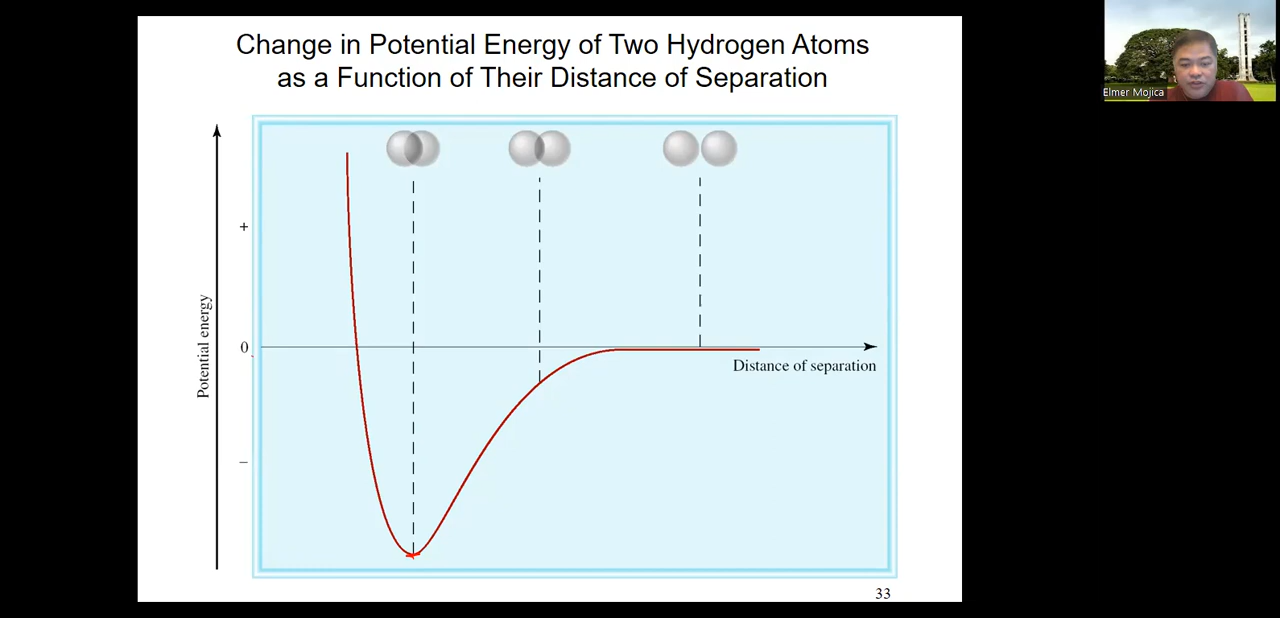 Change in Potential Energy of Two Hydrogen Atoms
as a Function of Their Distance of Separation
Elmer Mojica
+
Potential energy
0
Distance of separation
−
33